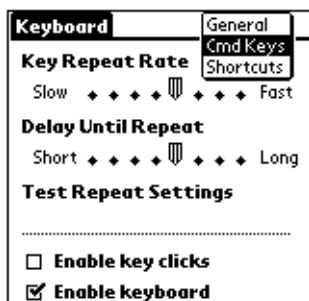 Keyboard
General
Cmd Keys
Shortcuts
Key Repeat Rate
Slow Fast
Delay Until Repeat
Short Long
Test Repeat Settings
Enable key clicks
Enable keyboard